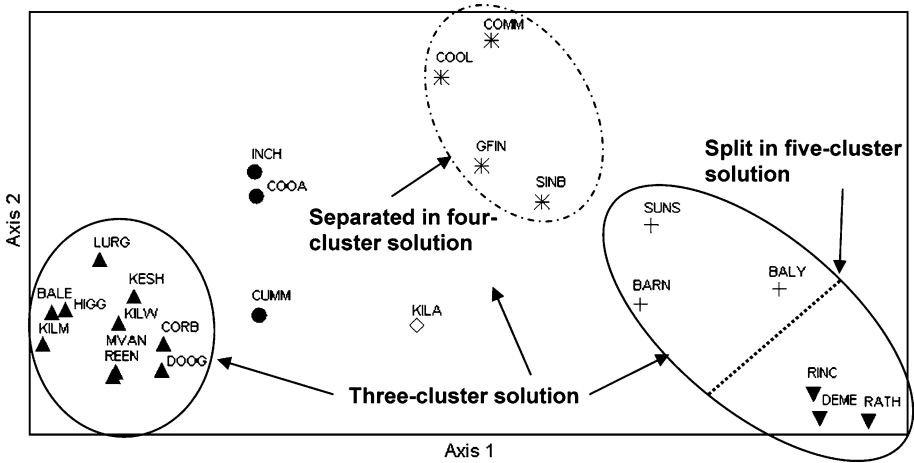 COMM
COOL
GFIN
SINB
INCH
COOA
Split in five-cluster
solution
Separated in four-
cluster solution
SUNS
BALY
BARN
LURG
KESH
BALE
HIGG
KILW
KILM
CORB
MVAN
REEN
DOOG
CUMM
KILA
Three-cluster solution
RINC
DEME
RATH
Axis 2
Axis 1